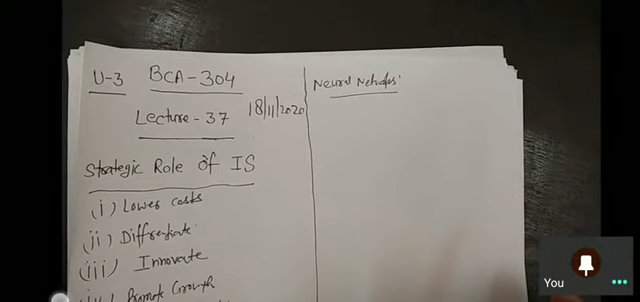 U-3 BCA-304
Lecture-37
18/11/2020
Strategic Role of IS
(i) Lower costs
(ii) Differentiate
(iii) Innovate
(iv) Promote Growth
Neural Networks
You